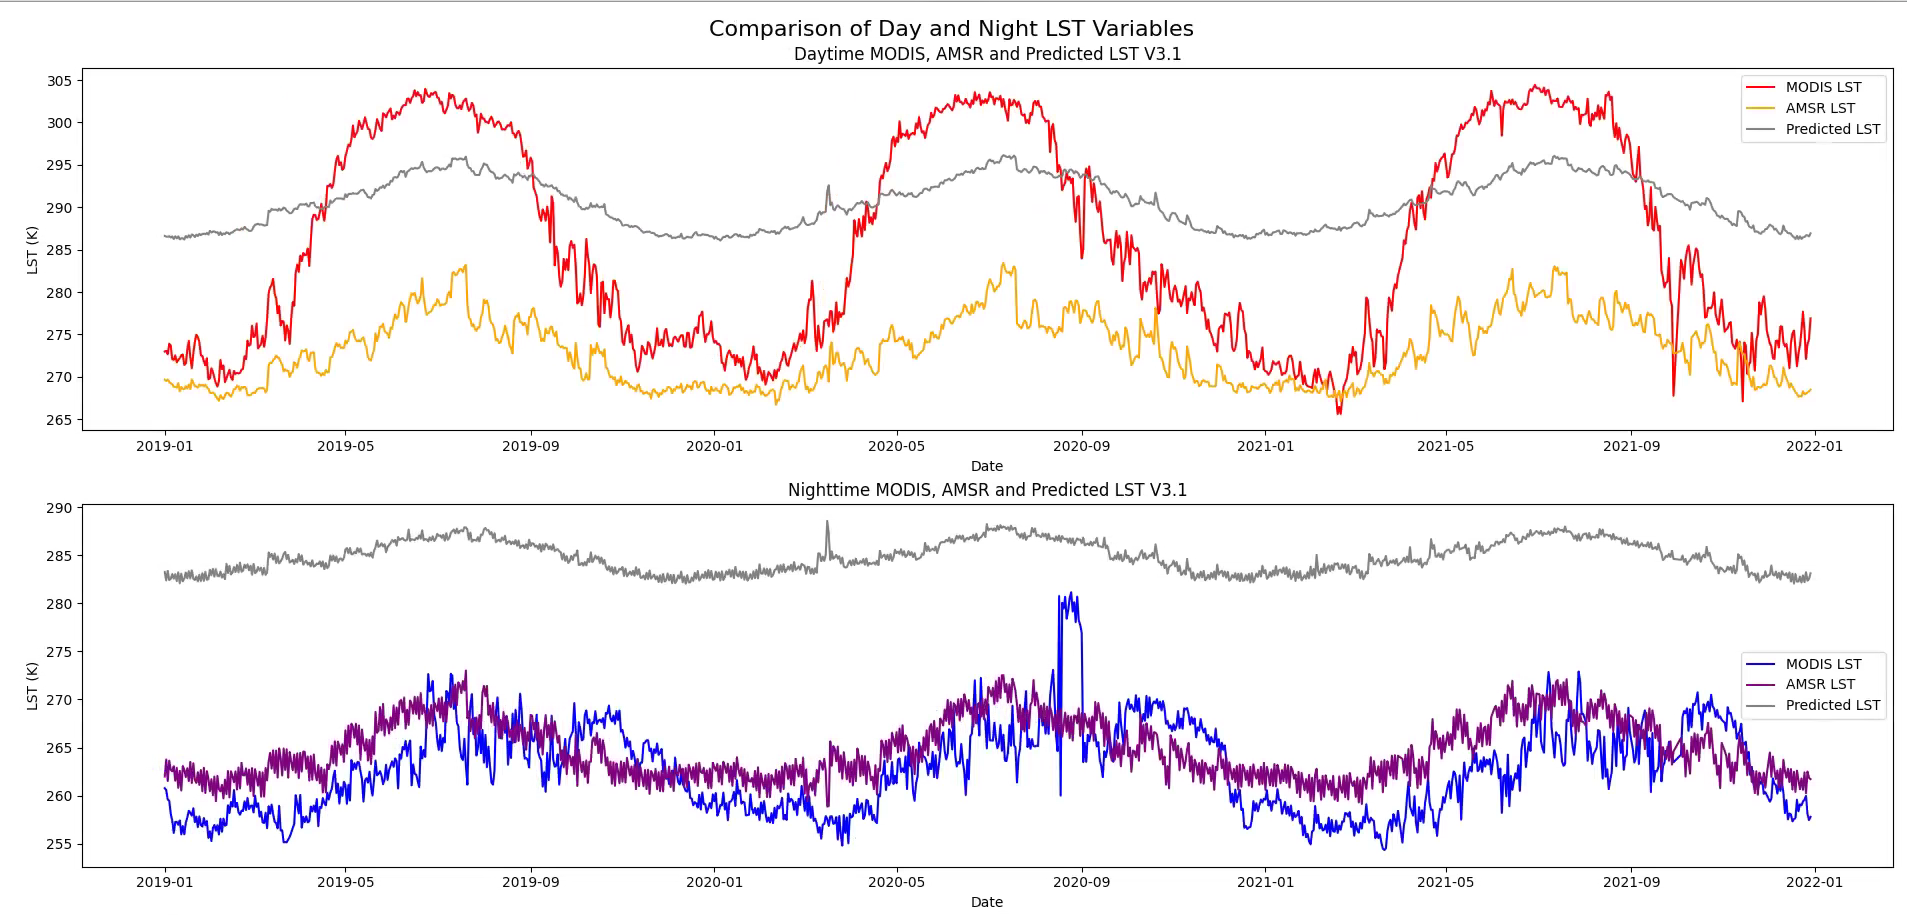 Comparison of Day and Night LST Variables
Daytime MODIS, AMSR and Predicted LST V3.1
305
300
295
290
285
280
275
270
265
LST (K)
MODIS LST
AMSR LST
Predicted LST
2019-01 2019-05 2019-09 2020-01 2020-05 2020-09 2021-01 2021-05 2021-09 2022-01
Date
Nighttime MODIS, AMSR and Predicted LST V3.1
290
285
280
275
270
265
260
255
LST (K)
MODIS LST
AMSR LST
Predicted LST
2019-01 2019-05 2019-09 2020-01 2020-05 2020-09 2021-01 2021-05 2021-09 2022-01
Date